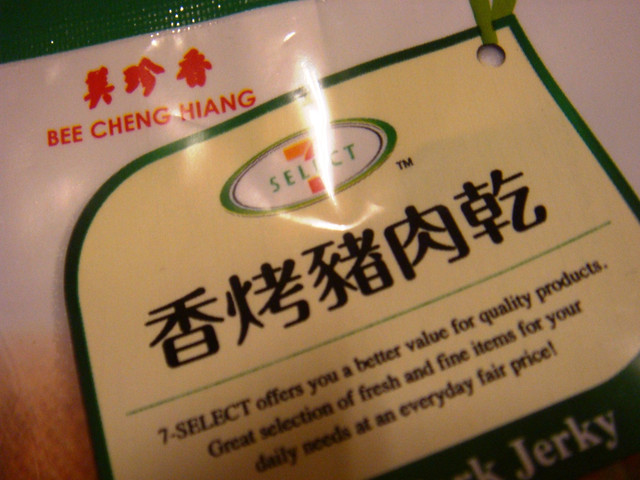 美珍香
BEE CHENG HIANG
7
SELECT
TM
香烤豬肉乾
7-SELECT offers you a better value for quality products.
Great selection of fresh and fine items for your
daily needs at an everyday fair price!
Jerky